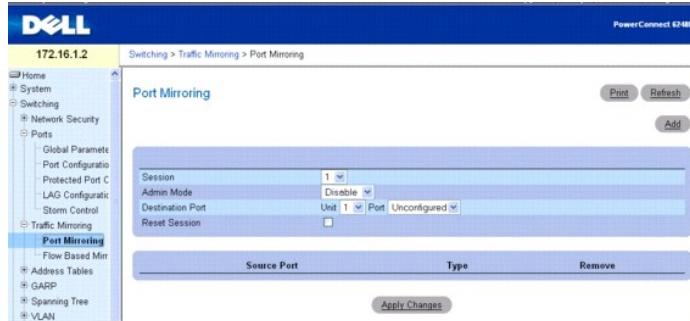 DELL
PowerConnect 6248
172.16.1.2
Switching > Traffic Mirroring > Port Mirroring
Home
System
Switching
Network Security
Ports
Global Paramete
Port Configuratio
Protected Port C
LAG Configuratic
Storm Control
Traffic Mirroring
Port Mirroring
Flow Based Mirr
Address Tables
GARP
Spanning Tree
VLAN
Port Mirroring
Print Refresh
Add
Session 1
Admin Mode Disable
Destination Port Unit 1 Port Unconfigured
Reset Session
Source Port Type Remove
Apply Changes